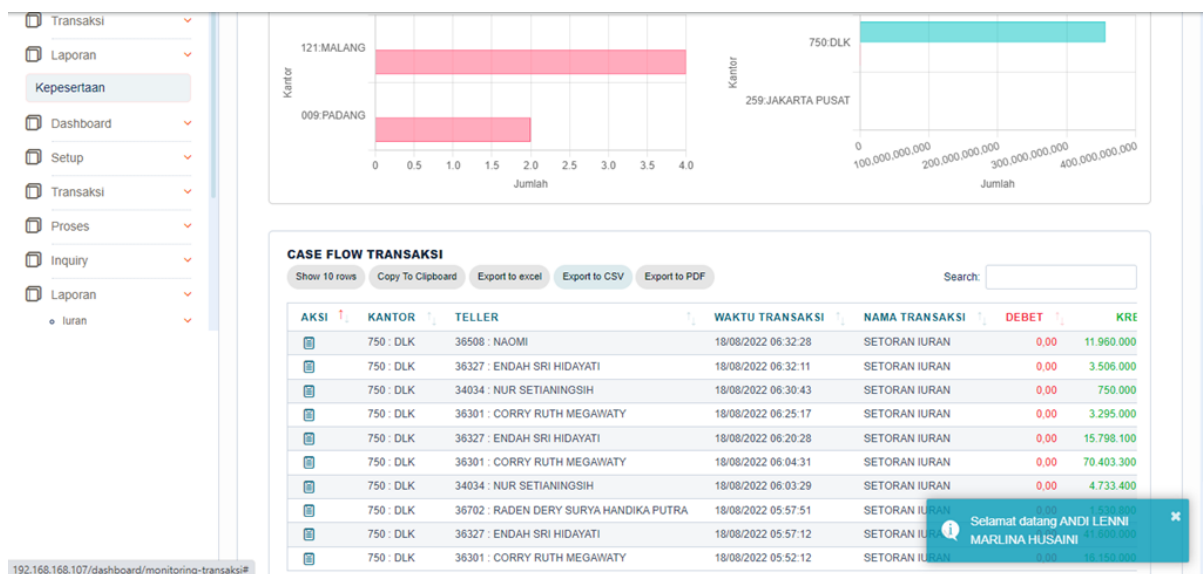 Transaksi
Laporan
Kepesertaan
Dashboard
Setup
Transaksi
Proses
Inquiry
Laporan
Iuran
Kantor
121:MALANG
009:PADANG
0 0.5 1.0 1.5 2.0 2.5 3.0 3.5 4.0
Jumlah
Kantor
750:DLK
259:JAKARTA PUSAT
0 100,000,000,000 200,000,000,000 300,000,000,000 400,000,000,000
Jumlah
CASE FLOW TRANSAKSI
Show 10 rows Copy To Clipboard Export to excel Export to CSV Export to PDF Search:
AKSI KANTOR TELLER WAKTU TRANSAKSI NAMA TRANSAKSI DEBET KRE
750 : DLK 36508 : NAOMI 18/08/2022 06:32:28 SETORAN IURAN 0,00 11.960.000
750 : DLK 36327 : ENDAH SRI HIDAYATI 18/08/2022 06:32:11 SETORAN IURAN 0,00 3.506.000
750 : DLK 34034 : NUR SETIANINGSIH 18/08/2022 06:30:43 SETORAN IURAN 0,00 750.000
750 : DLK 36301 : CORRY RUTH MEGAWATY 18/08/2022 06:25:17 SETORAN IURAN 0,00 3.295.000
750 : DLK 36327 : ENDAH SRI HIDAYATI 18/08/2022 06:20:28 SETORAN IURAN 0,00 15.798.100
750 : DLK 36301 : CORRY RUTH MEGAWATY 18/08/2022 06:04:31 SETORAN IURAN 0,00 70.403.300
750 : DLK 34034 : NUR SETIANINGSIH 18/08/2022 06:03:29 SETORAN IURAN 0,00 4.733.400
750 : DLK 36702 : RADEN DERY SURYA HANDIKA PUTRA 18/08/2022 05:57:51 SETORAN IURAN
750 : DLK 36327 : ENDAH SRI HIDAYATI 18/08/2022 05:57:12 SETORAN
750 : DLK 36301 : CORRY RUTH MEGAWATY 18/08/2022 05:52:12 SETORAN
Selamat datang ANDI LENNI
MARLINA HUSAINI
192.168.168.107/dashboard/monitoring-transaksi#